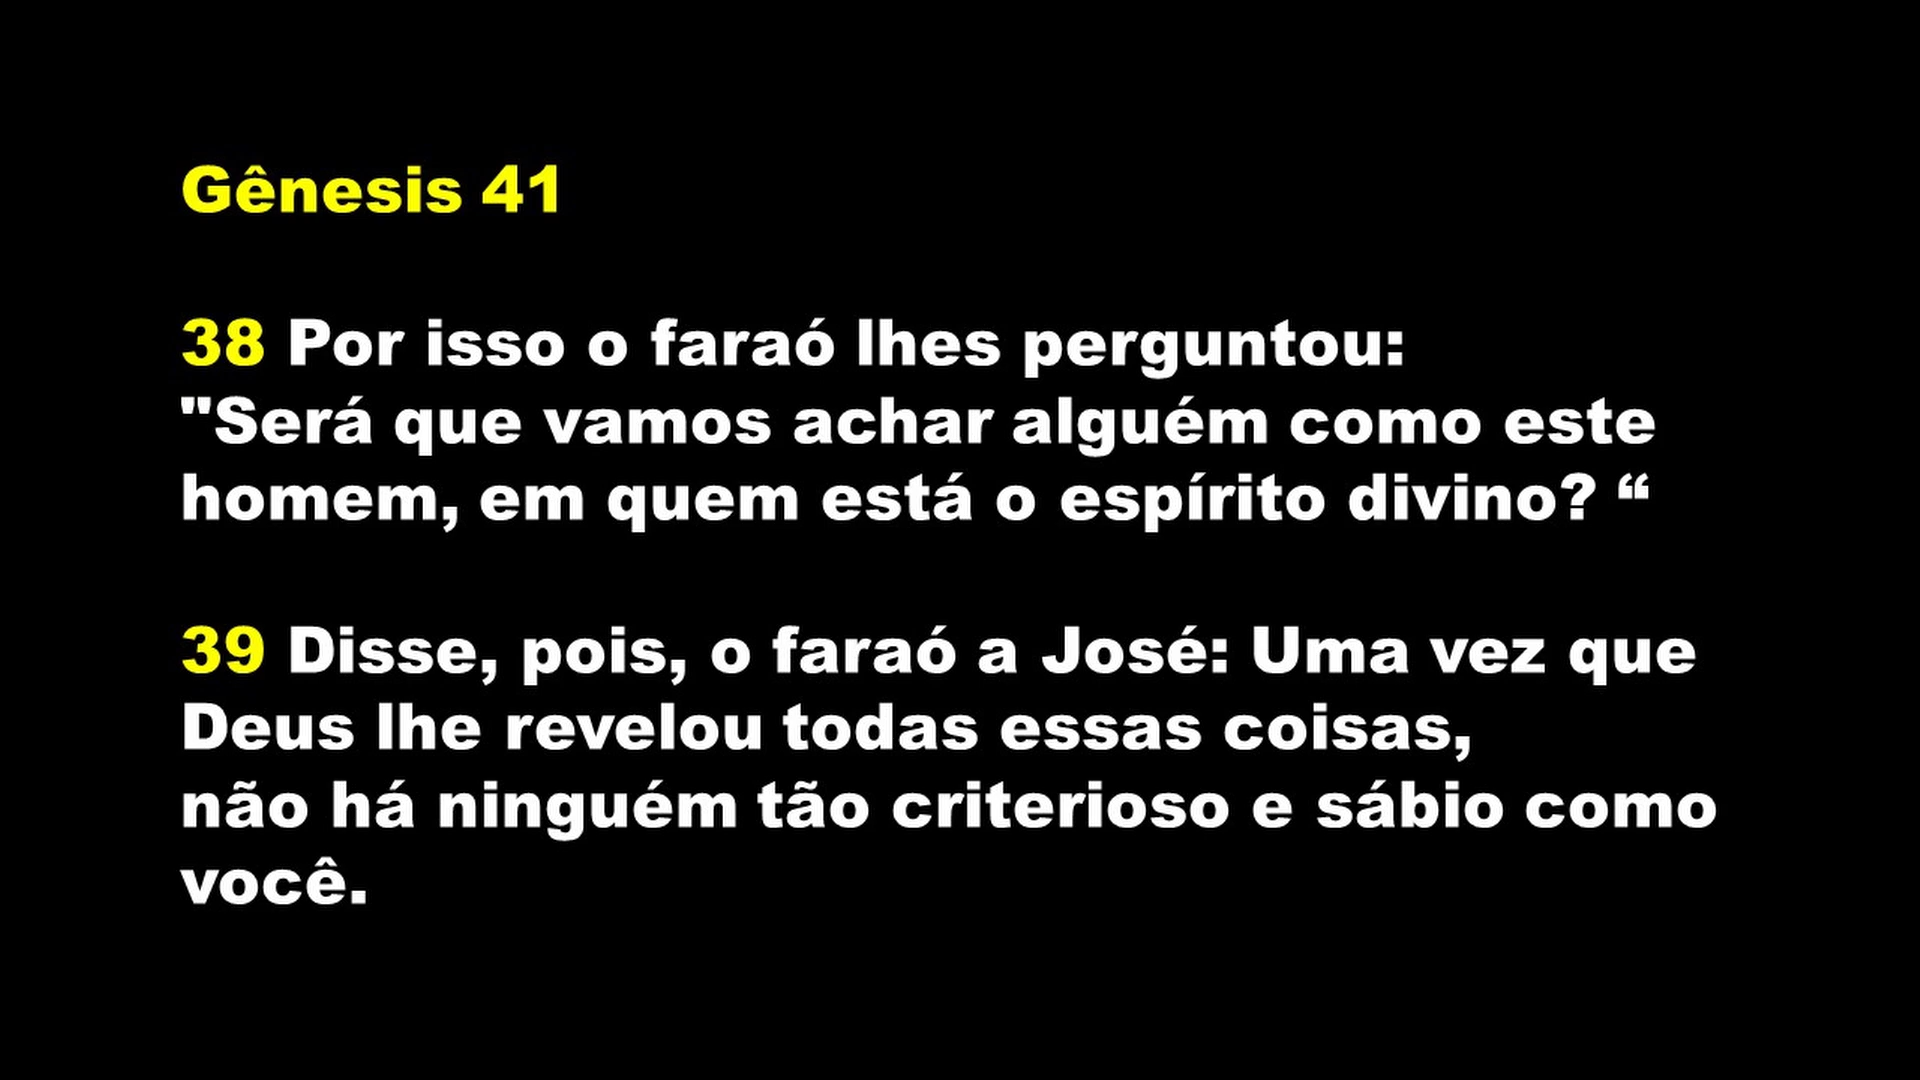 Gênesis 41
38 Por isso o faraó lhes perguntou:
"Será que vamos achar alguém como este
homem, em quem está o espírito divino? “
39 Disse, pois, o faraó a José: Uma vez que
Deus lhe revelou todas essas coisas,
não há ninguém tão criterioso e sábio como
você.